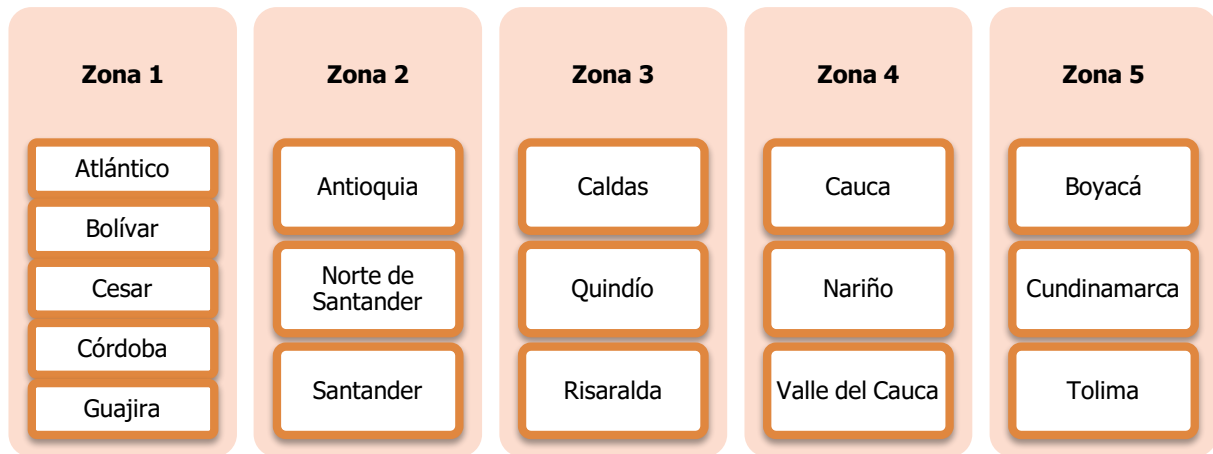 Zona 1
Atlántico
Bolívar
Cesar
Córdoba
Guajira
Zona 2
Antioquia
Norte de
Santander
Santander
Zona 3
Caldas
Quindío
Risaralda
Zona 4
Cauca
Nariño
Valle del Cauca
Zona 5
Boyacá
Cundinamarca
Tolima